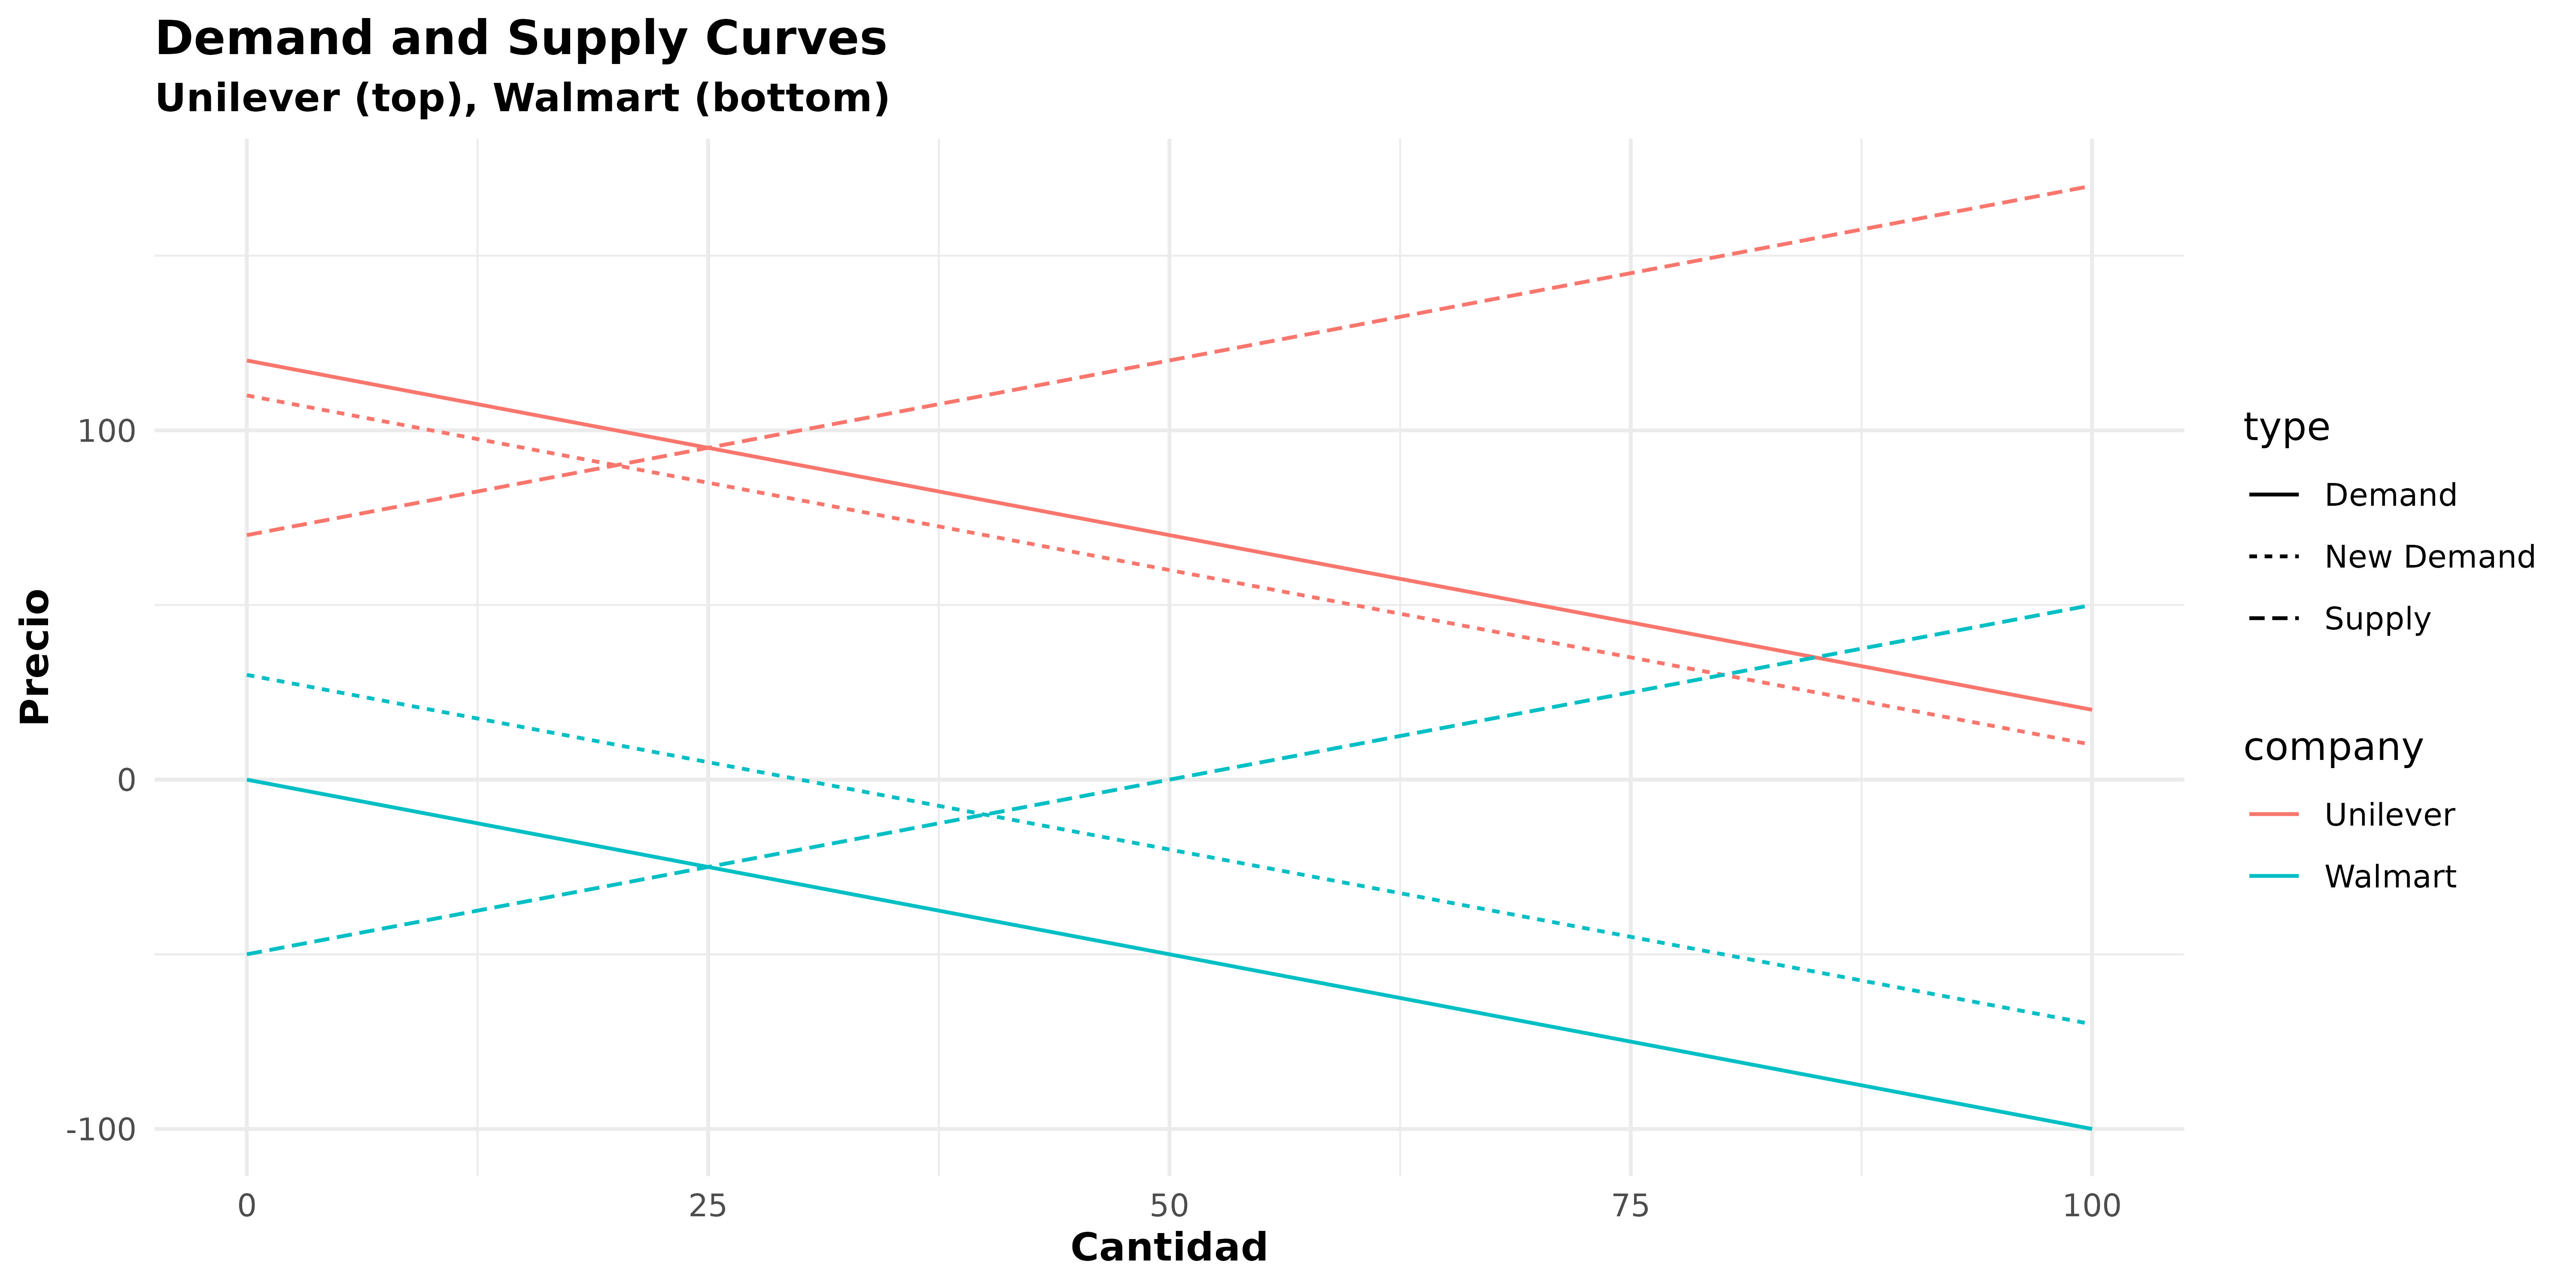 Demand and Supply Curves
Unilever (top), Walmart (bottom)
Precio
100
0
-100
0
25
50
75
100
Cantidad
type
Demand
New Demand
Supply
company
Unilever
Walmart